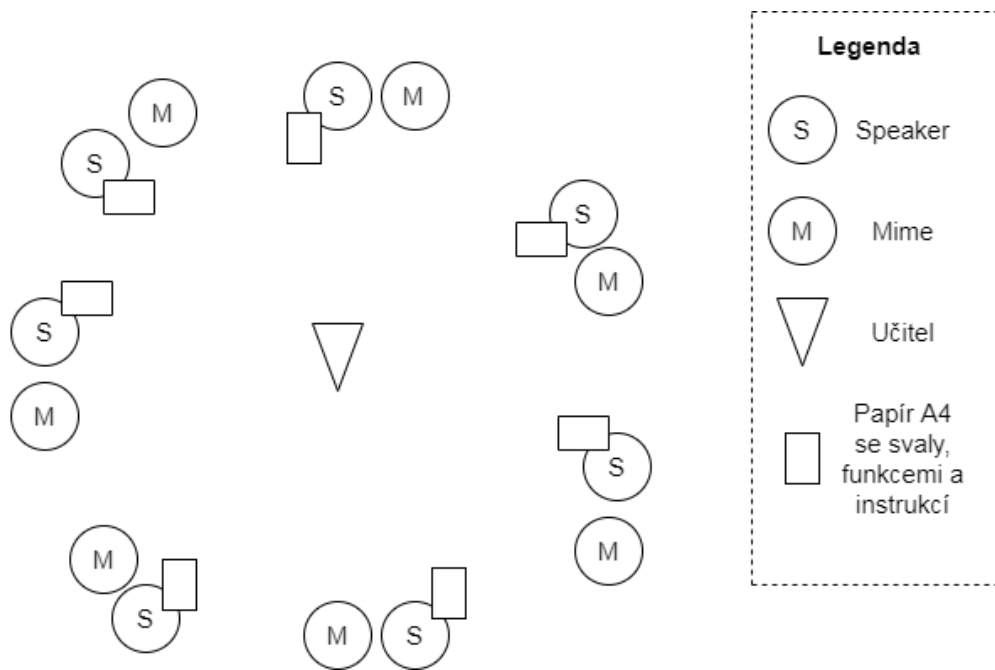 Legenda
S
Speaker
M
Mime
Učitel
Papír A4
se svaly,
funkcemi a
instrukcí
M
S
S
M
S
M
S
M
S
M
M
S
M
S